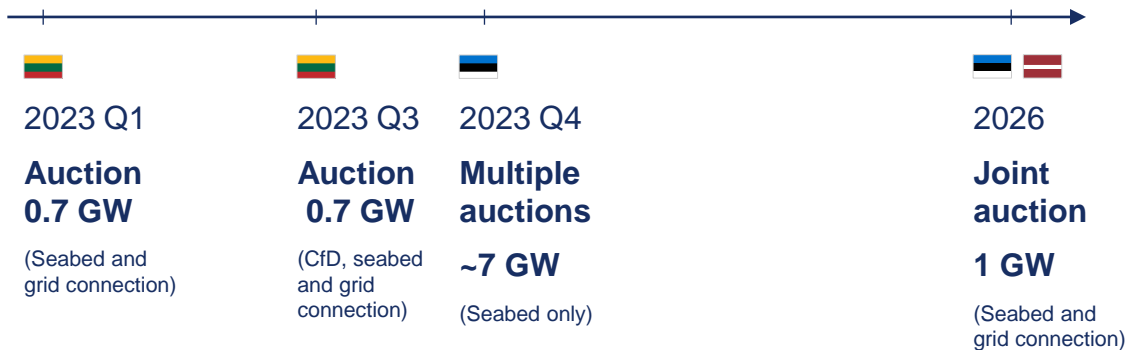 2023 Q1
Auction
0.7 GW
(Seabed and
grid connection)
2023 Q3
Auction
0.7 GW
(CfD, seabed
and grid
connection)
2023 Q4
Multiple
auctions
~7 GW
(Seabed only)
2026
Joint
auction
1 GW
(Seabed and
grid connection)